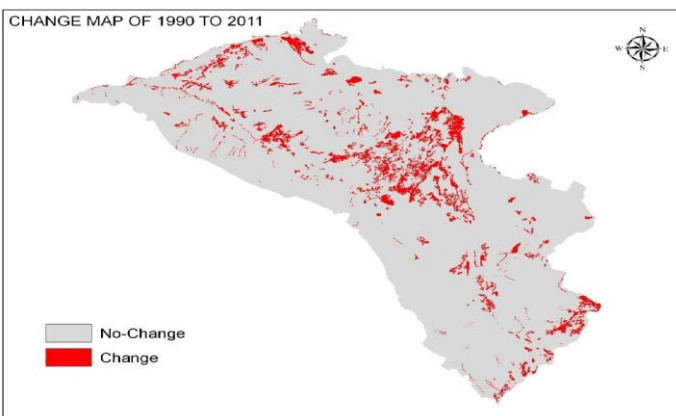 CHANGE MAP OF 1990 TO 2011
N
W E
S
No-Change
Change